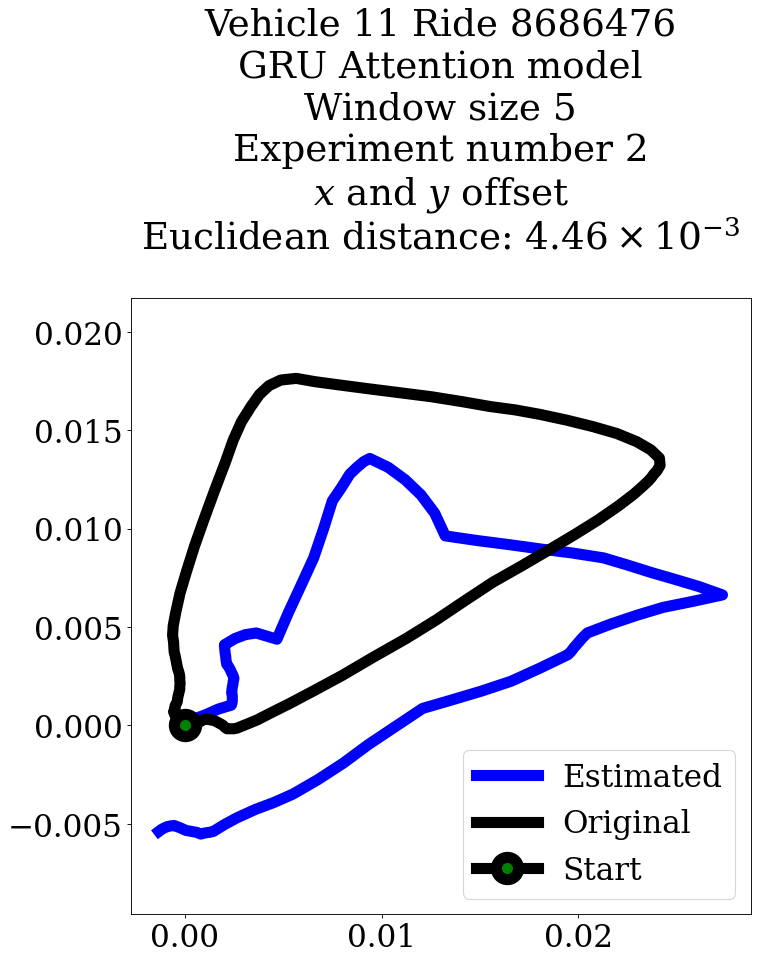 Vehicle 11 Ride 8686476
GRU Attention model
Window size 5
Experiment number 2
x and y offset
Euclidean distance: 4.46 × 10⁻³
0.020
0.015
0.010
0.005
0.000
−0.005
0.00 0.01 0.02
Estimated
Original
Start